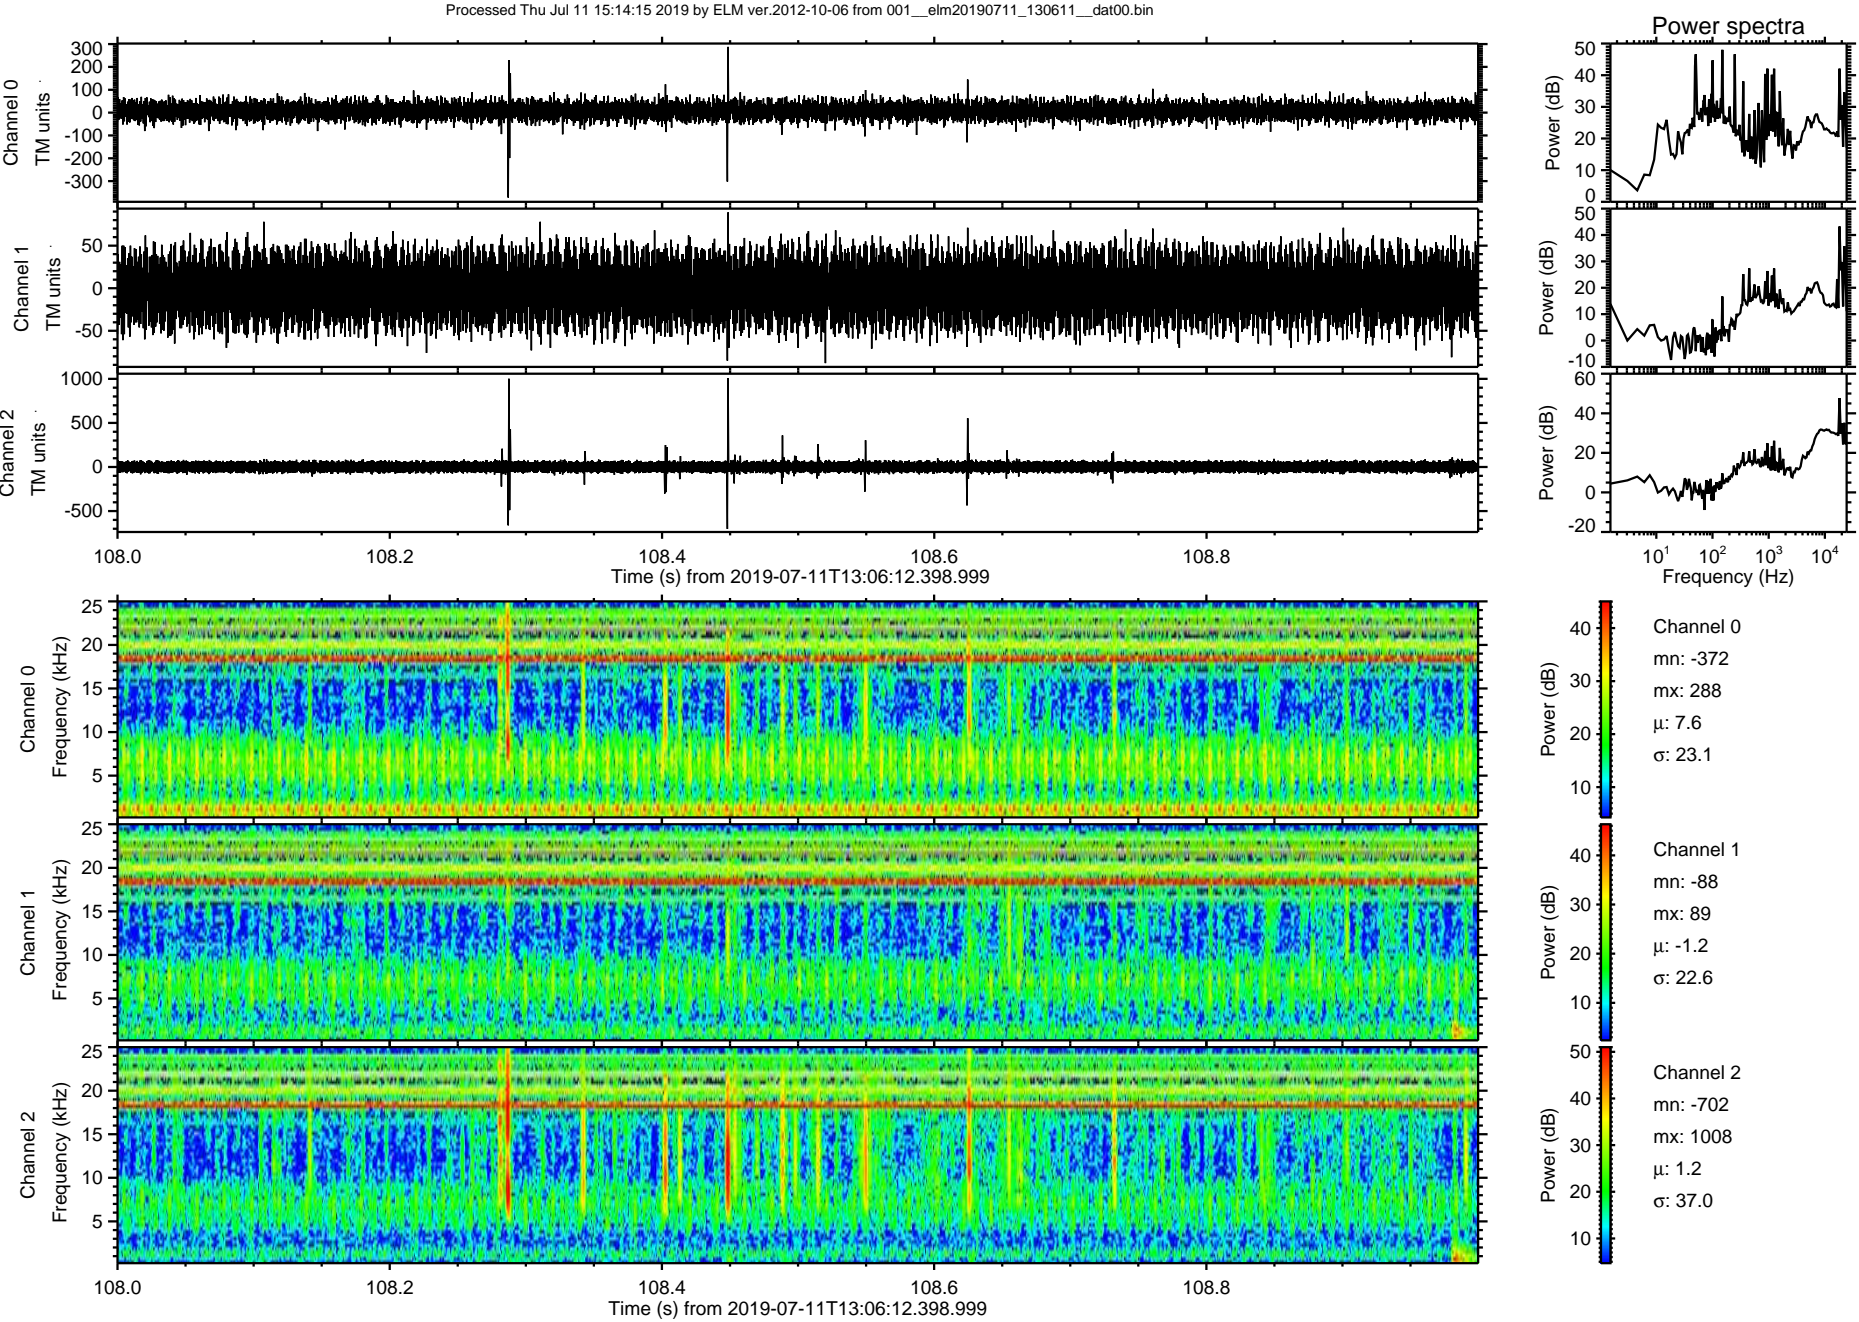 Processed Thu Jul 11 15:14:15 2019 by ELM ver.2012-10-06 from 001__elm20190711_130611__dat00.bin
Power spectra
Channel 0
TM units
300
200
100
0
-100
-200
-300
Power (dB)
50
40
30
20
10
0
Channel 1
TM units
50
0
-50
Power (dB)
50
40
30
20
10
0
-10
Channel 2
TM units
1000
500
0
-500
Power (dB)
60
40
20
0
-20
108.0 108.2 108.4 108.6 108.8
Time (s) from 2019-07-11T13:06:12.398.999
10¹ 10² 10³ 10⁴
Frequency (Hz)
Channel 0
Frequency (kHz)
25
20
15
10
5
Power (dB)
40
30
20
10
Channel 0
mn: -372
mx: 288
μ: 7.6
σ: 23.1
Channel 1
Frequency (kHz)
25
20
15
10
5
Power (dB)
40
30
20
10
Channel 1
mn: -88
mx: 89
μ: -1.2
σ: 22.6
Channel 2
Frequency (kHz)
25
20
15
10
5
Power (dB)
50
40
30
20
10
Channel 2
mn: -702
mx: 1008
μ: 1.2
σ: 37.0
108.0 108.2 108.4 108.6 108.8
Time (s) from 2019-07-11T13:06:12.398.999